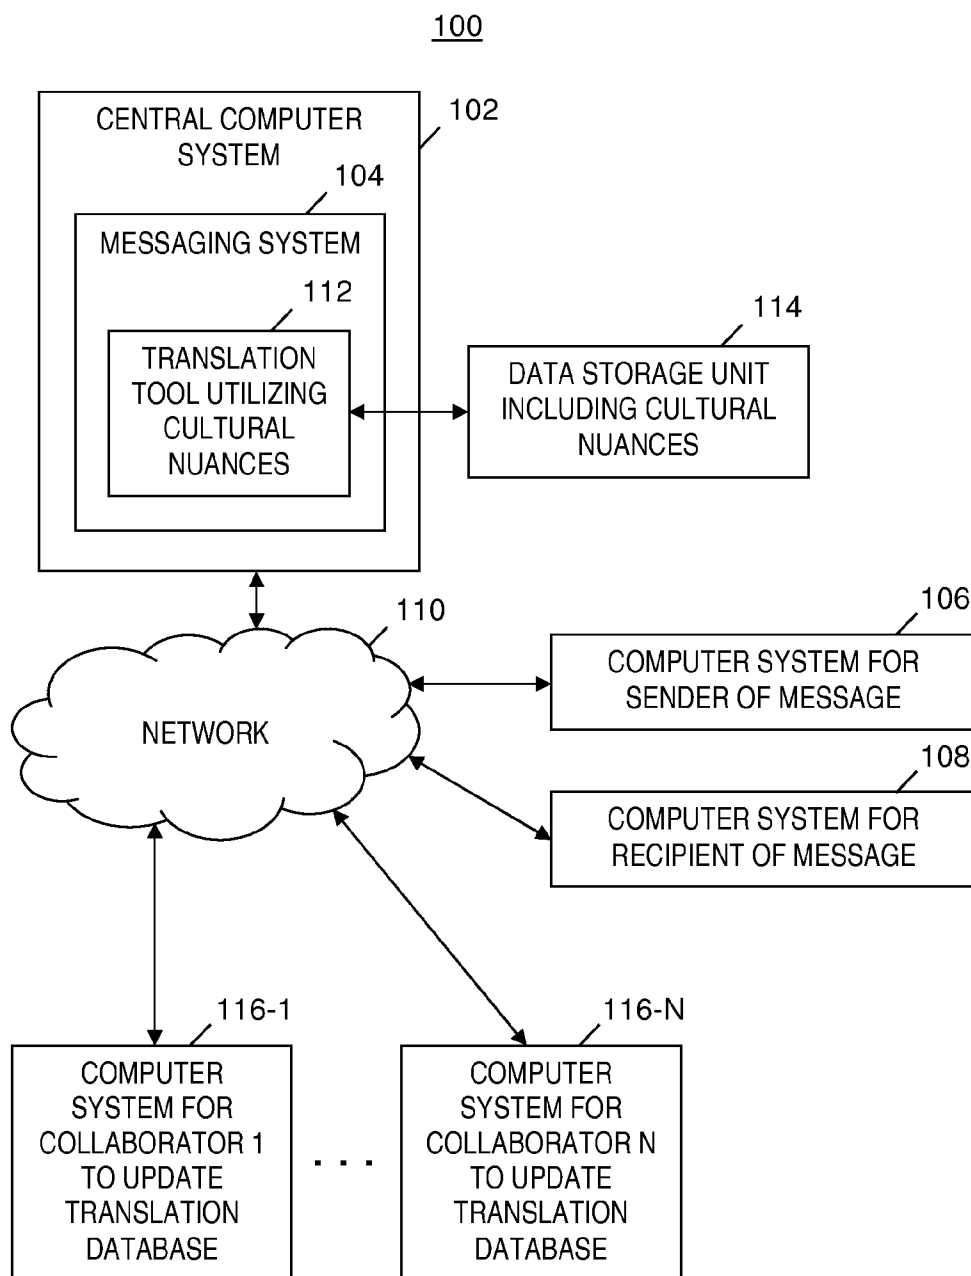 100
102
CENTRAL COMPUTER
SYSTEM
104
MESSAGING SYSTEM
112
TRANSLATION
TOOL UTILIZING
CULTURAL
NUANCES
114
DATA STORAGE UNIT
INCLUDING CULTURAL
NUANCES
110
NETWORK
106
COMPUTER SYSTEM FOR
SENDER OF MESSAGE
108
COMPUTER SYSTEM FOR
RECIPIENT OF MESSAGE
116-1
COMPUTER
SYSTEM FOR
COLLABORATOR 1
TO UPDATE
TRANSLATION
DATABASE
. . .
116-N
COMPUTER
SYSTEM FOR
COLLABORATOR N
TO UPDATE
TRANSLATION
DATABASE